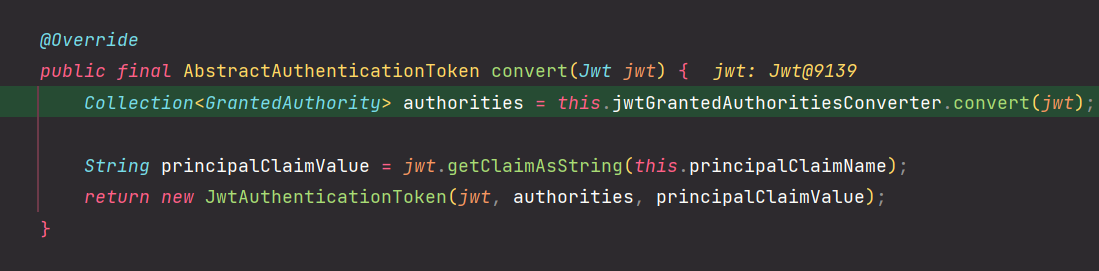 @Override
public final AbstractAuthenticationToken convert(Jwt jwt) {  jwt: Jwt@9139
    Collection<GrantedAuthority> authorities = this.jwtGrantedAuthoritiesConverter.convert(jwt);
    String principalClaimValue = jwt.getClaimAsString(this.principalClaimName);
    return new JwtAuthenticationToken(jwt, authorities, principalClaimValue);
}